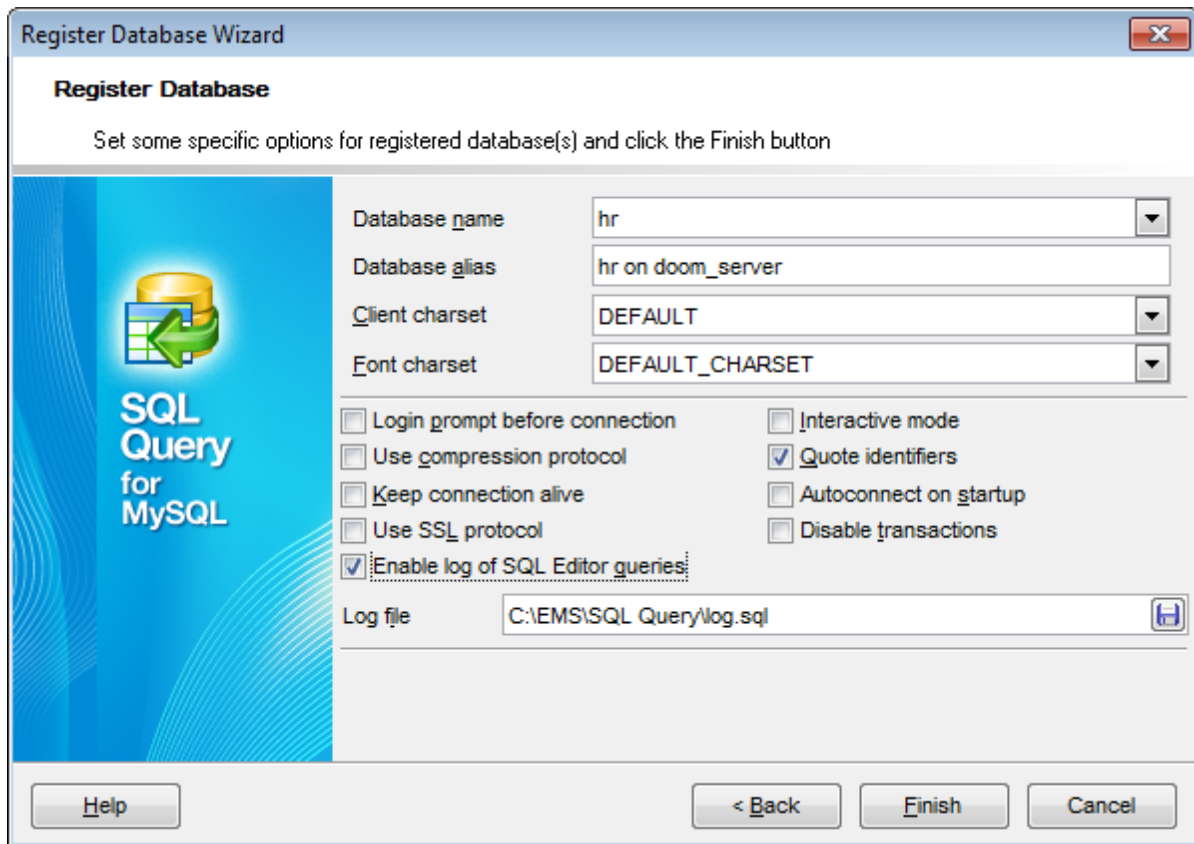 Register Database Wizard
Register Database
Set some specific options for registered database(s) and click the Finish button
SQL
Query
for
MySQL
Database name
hr
Database alias
hr on doom_server
Client charset
DEFAULT
Font charset
DEFAULT_CHARSET
Login prompt before connection
Interactive mode
Use compression protocol
Quote identifiers
Keep connection alive
Autoconnect on startup
Use SSL protocol
Disable transactions
Enable log of SQL Editor queries
Log file
C:\EMS\SQL Query\log.sql
Help
< Back
Finish
Cancel